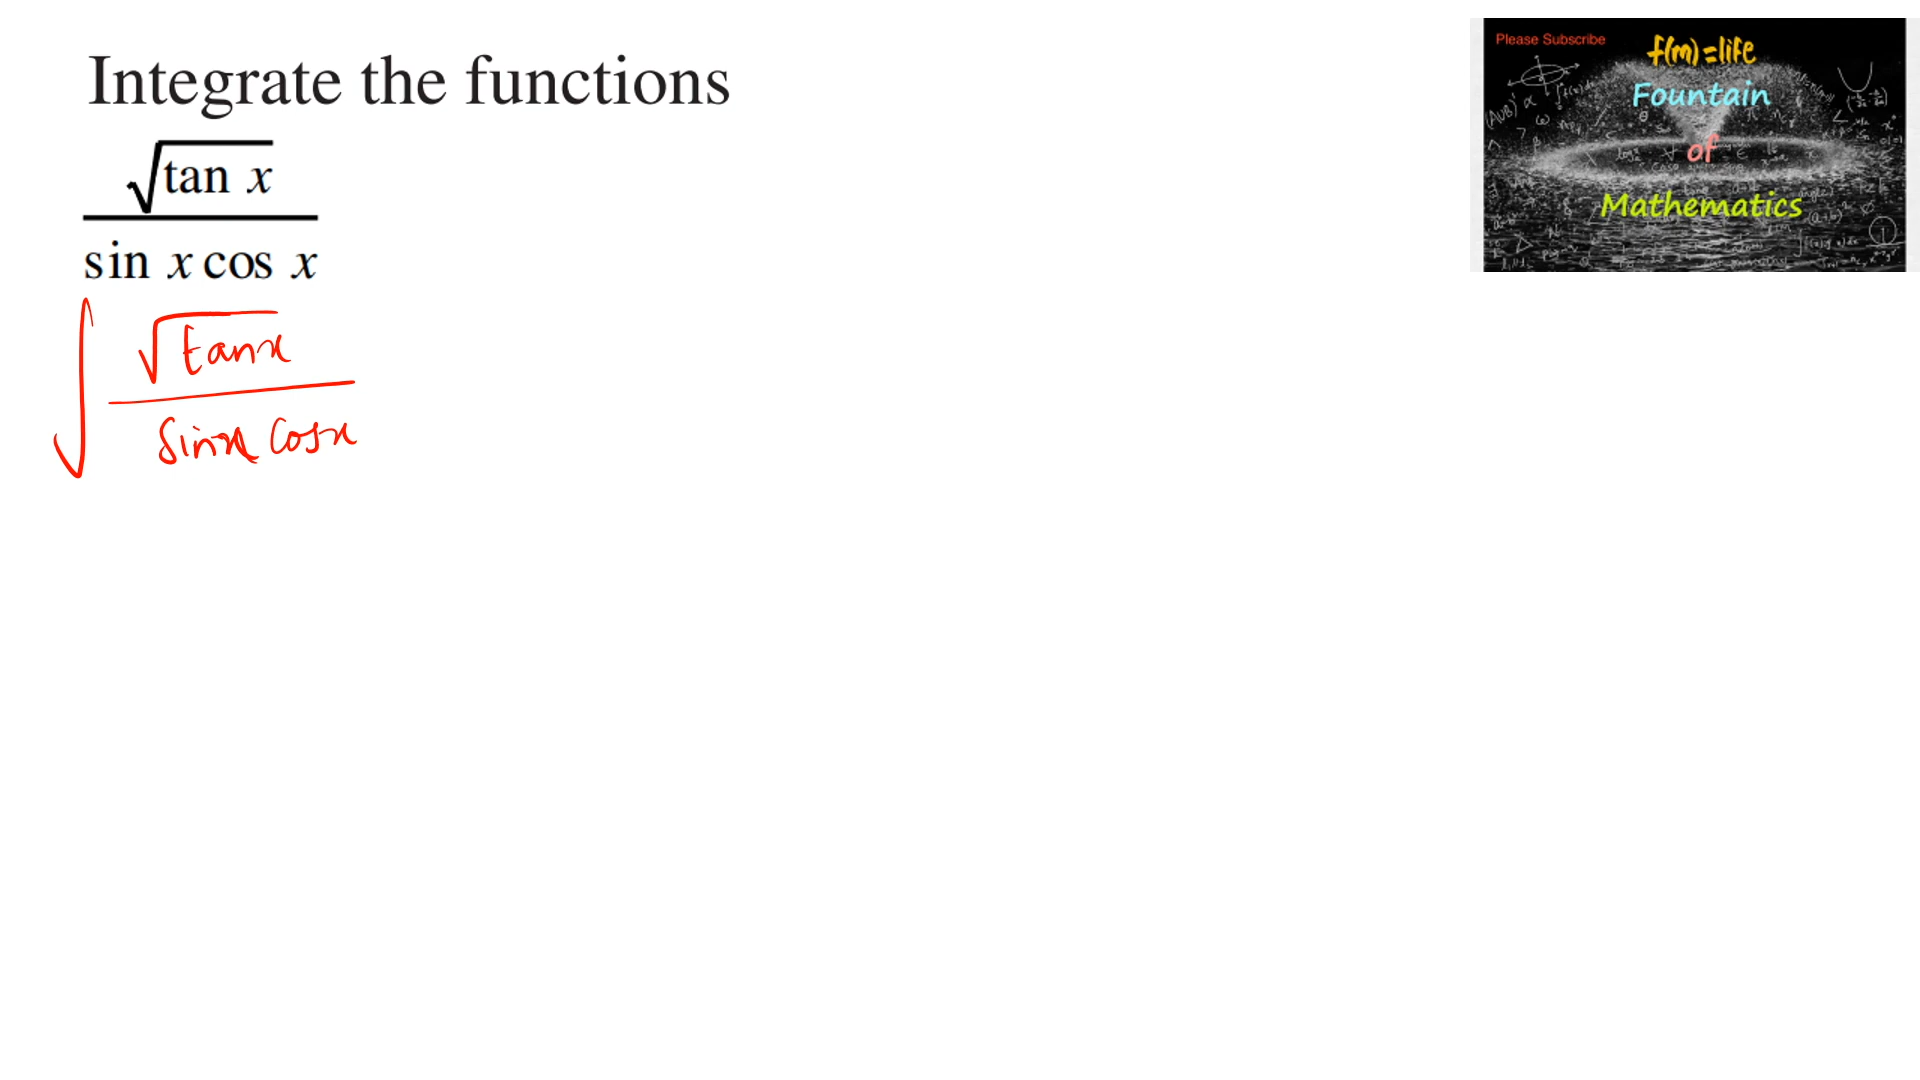 Integrate the functions
√tan x
sin x cos x
∫ √tanx
sinx cosx
Please Subscribe
f(m)=life
Fountain
of
Mathematics